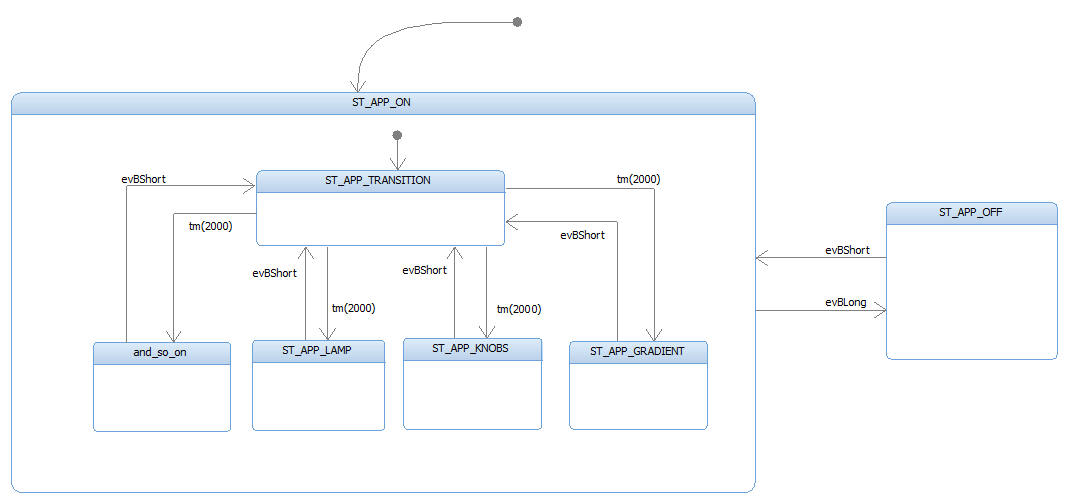 ST_APP_ON
evBShort
ST_APP_TRANSITION
tm(2000)
tm(2000)
evBShort
evBShort
evBShort
tm(2000)
tm(2000)
and_so_on
ST_APP_LAMP
ST_APP_KNOBS
ST_APP_GRADIENT
ST_APP_OFF
evBShort
evBLong